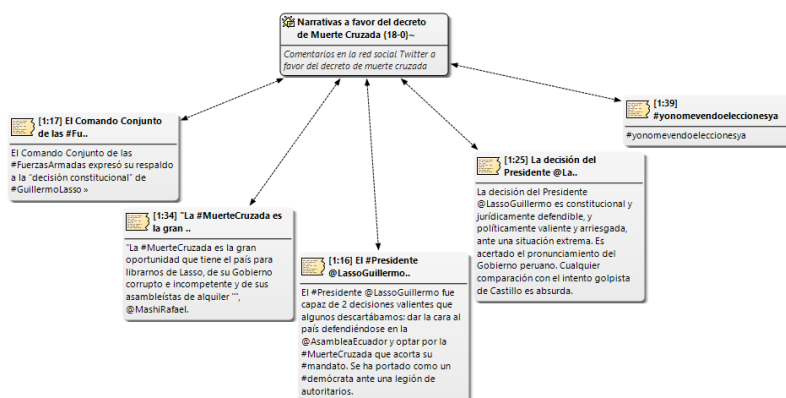 Narrativas a favor del decreto
de Muerte Cruzada {18-0}~
Comentarios en la red social Twitter a
favor del decreto de muerte cruzada
[1:17] El Comando Conjunto
de las #Fu..
El Comando Conjunto de las
#FuerzasArmadas expresó su respaldo
a la "decisión constitucional" de
#GuillermoLasso »
[1:34] "La #MuerteCruzada es
la gran ..
"La #MuerteCruzada es la gran
oportunidad que tiene el país para
librarnos de Lasso, de su Gobierno
corrupto e incompetente y de sus
asambleístas de alquiler "",
@MashiRafael.
[1:16] El #Presidente
@LassoGuillermo..
El #Presidente @LassoGuillermo fue
capaz de 2 decisiones valientes que
algunos descartábamos: dar la cara al
país defendiéndose en la
@AsambleaEcuador y optar por la
#MuerteCruzada que acorta su
#mandato. Se ha portado como un
#demócrata ante una legión de
autoritarios.
[1:25] La decisión del
Presidente @La..
La decisión del Presidente
@LassoGuillermo es constitucional y
jurídicamente defendible, y
políticamente valiente y arriesgada,
ante una situación extrema. Es
acertado el pronunciamiento del
Gobierno peruano. Cualquier
comparación con el intento golpista
de Castillo es absurda.
[1:39]
#yonomevendoeleccionesya
#yonomevendoeleccionesya